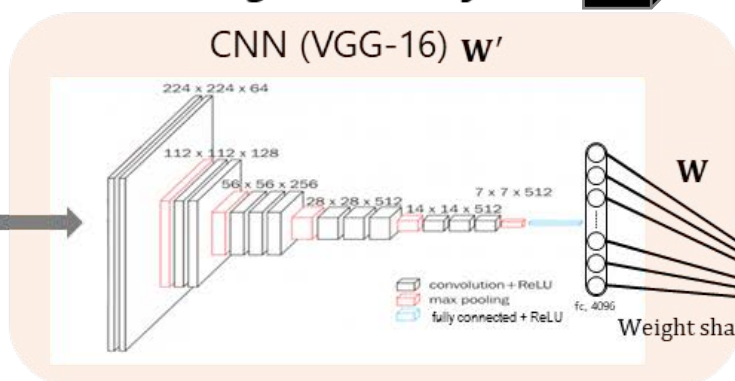 CNN (VGG-16) W′
224 x 224 x 64
112 x 112 x 128
56 x 56 x 256
28 x 28 x 512
14 x 14 x 512
7 x 7 x 512
W
convolution + ReLU
max pooling
fully connected + ReLU
fc, 4096
Weight sha